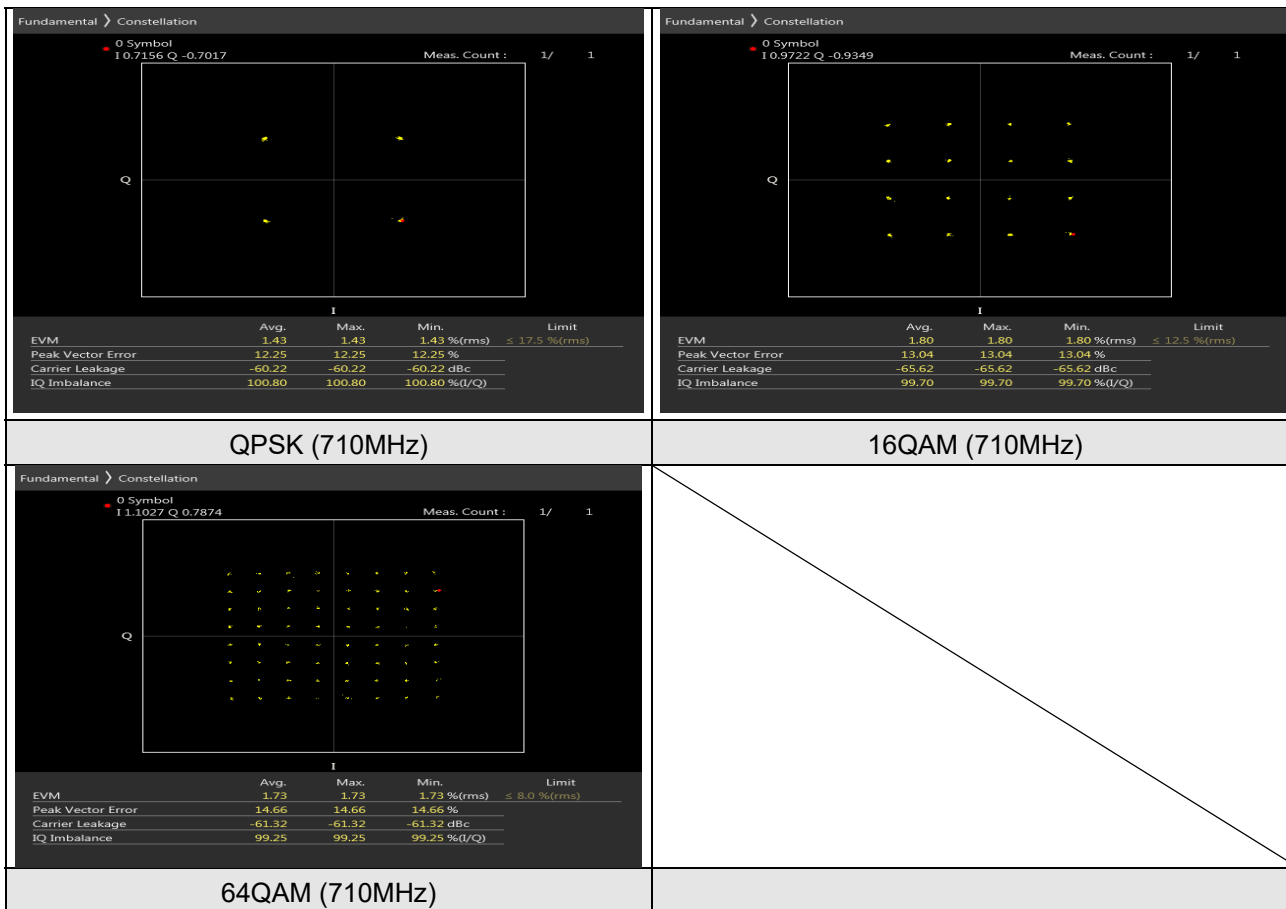 Fundamental ❯ Constellation
0 Symbol
I 0.7156 Q -0.7017 Meas. Count : 1/ 1
Q
I
Avg. Max. Min. Limit
EVM 1.43 1.43 1.43 %(rms) ≤ 17.5 %(rms)
Peak Vector Error 12.25 12.25 12.25 %
Carrier Leakage -60.22 -60.22 -60.22 dBc
IQ Imbalance 100.80 100.80 100.80 %(I/Q)
QPSK (710MHz)
Fundamental ❯ Constellation
0 Symbol
I 0.9722 Q -0.9349 Meas. Count : 1/ 1
Q
I
Avg. Max. Min. Limit
EVM 1.80 1.80 1.80 %(rms) ≤ 12.5 %(rms)
Peak Vector Error 13.04 13.04 13.04 %
Carrier Leakage -65.62 -65.62 -65.62 dBc
IQ Imbalance 99.70 99.70 99.70 %(I/Q)
16QAM (710MHz)
Fundamental ❯ Constellation
0 Symbol
I 1.1027 Q 0.7874 Meas. Count : 1/ 1
Q
I
Avg. Max. Min. Limit
EVM 1.73 1.73 1.73 %(rms) ≤ 8.0 %(rms)
Peak Vector Error 14.66 14.66 14.66 %
Carrier Leakage -61.32 -61.32 -61.32 dBc
IQ Imbalance 99.25 99.25 99.25 %(I/Q)
64QAM (710MHz)